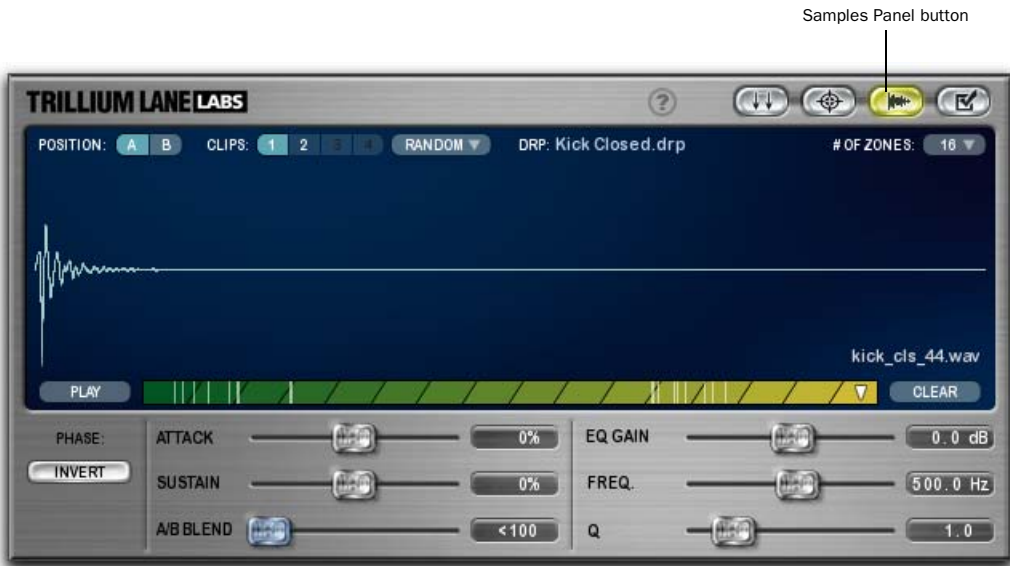 Samples Panel button
TRILLIUM LANE LABS ?
POSITION: A B CLIPS: 1 2 3 4 RANDOM DRP: Kick Closed.drp # OF ZONES: 16
kick_cls_44.wav
PLAY CLEAR
PHASE: ATTACK 0% EQ GAIN 0.0 dB
INVERT SUSTAIN 0% FREQ. 500.0 Hz
A/B BLEND <100 Q 1.0